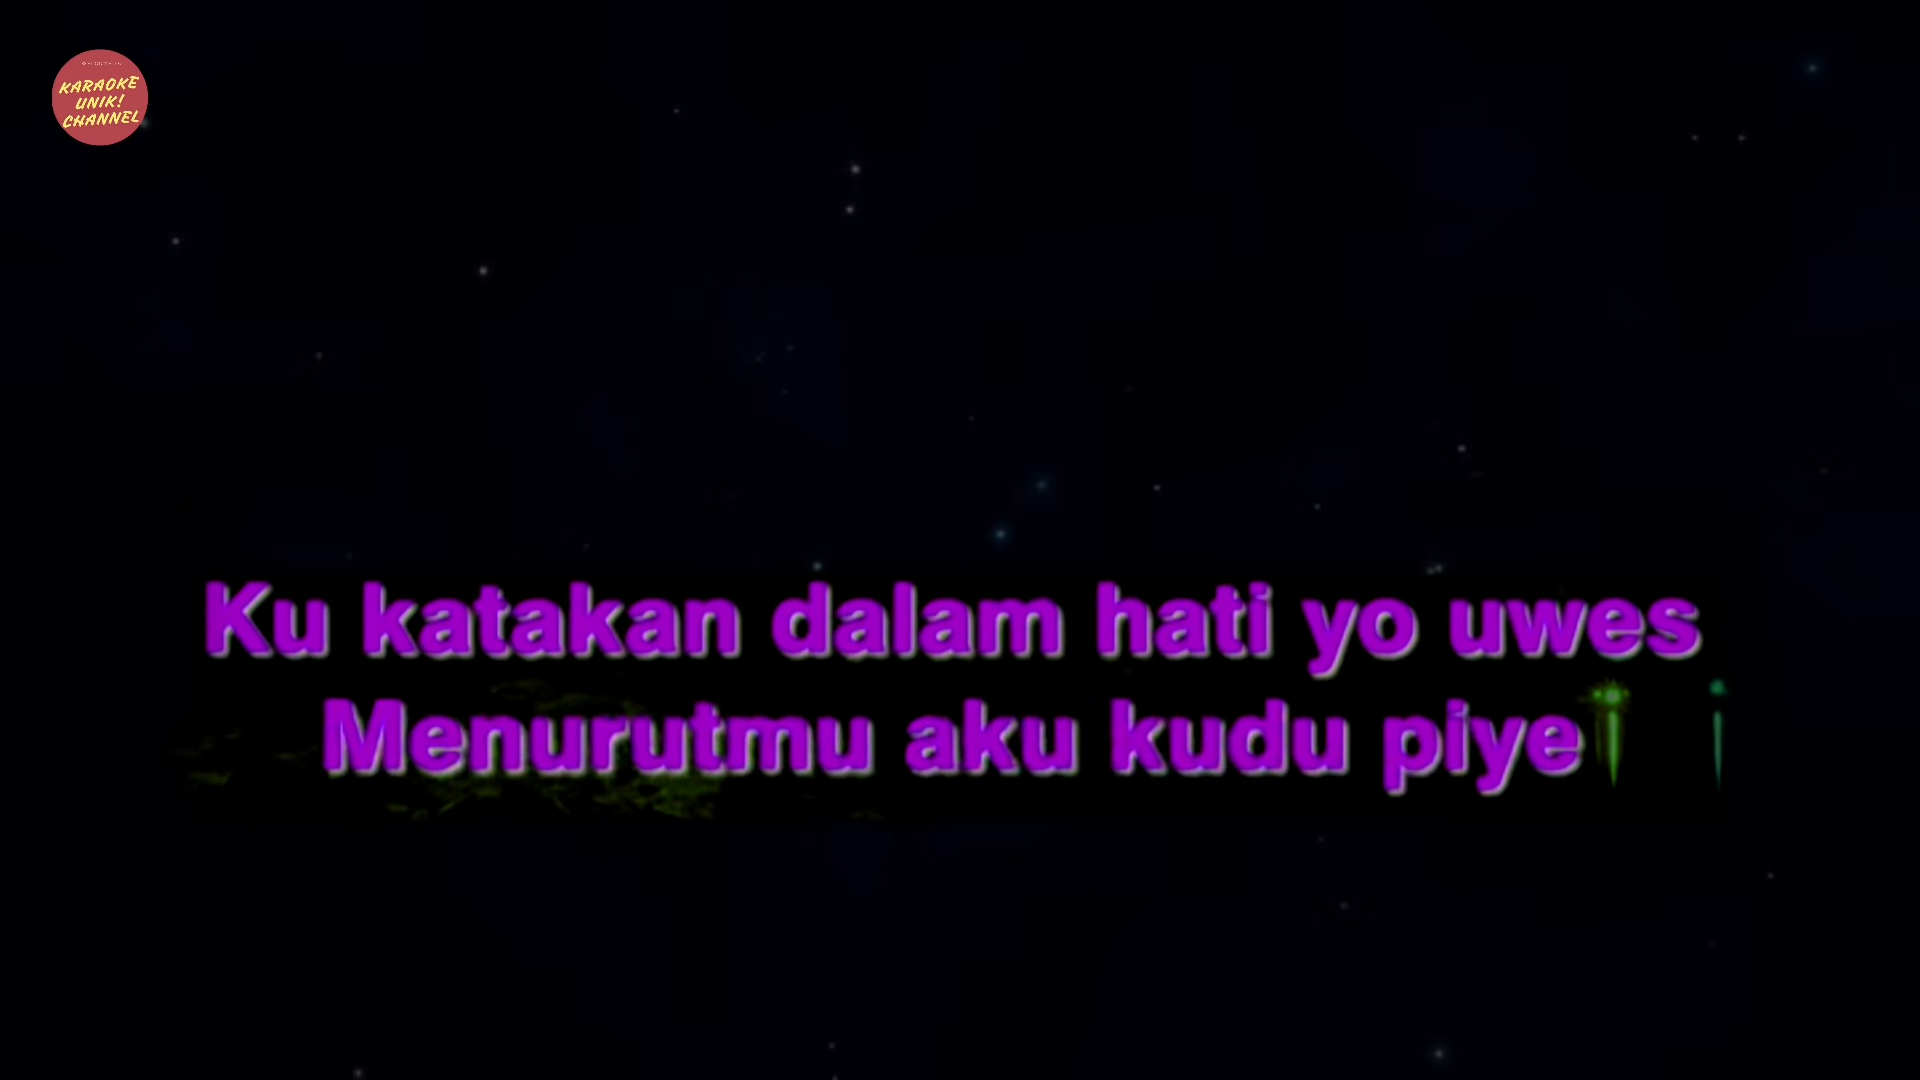 KARAOKE
UNIK!
CHANNEL
Ku katakan dalam hati yo uwes
Menurutmu aku kudu piye